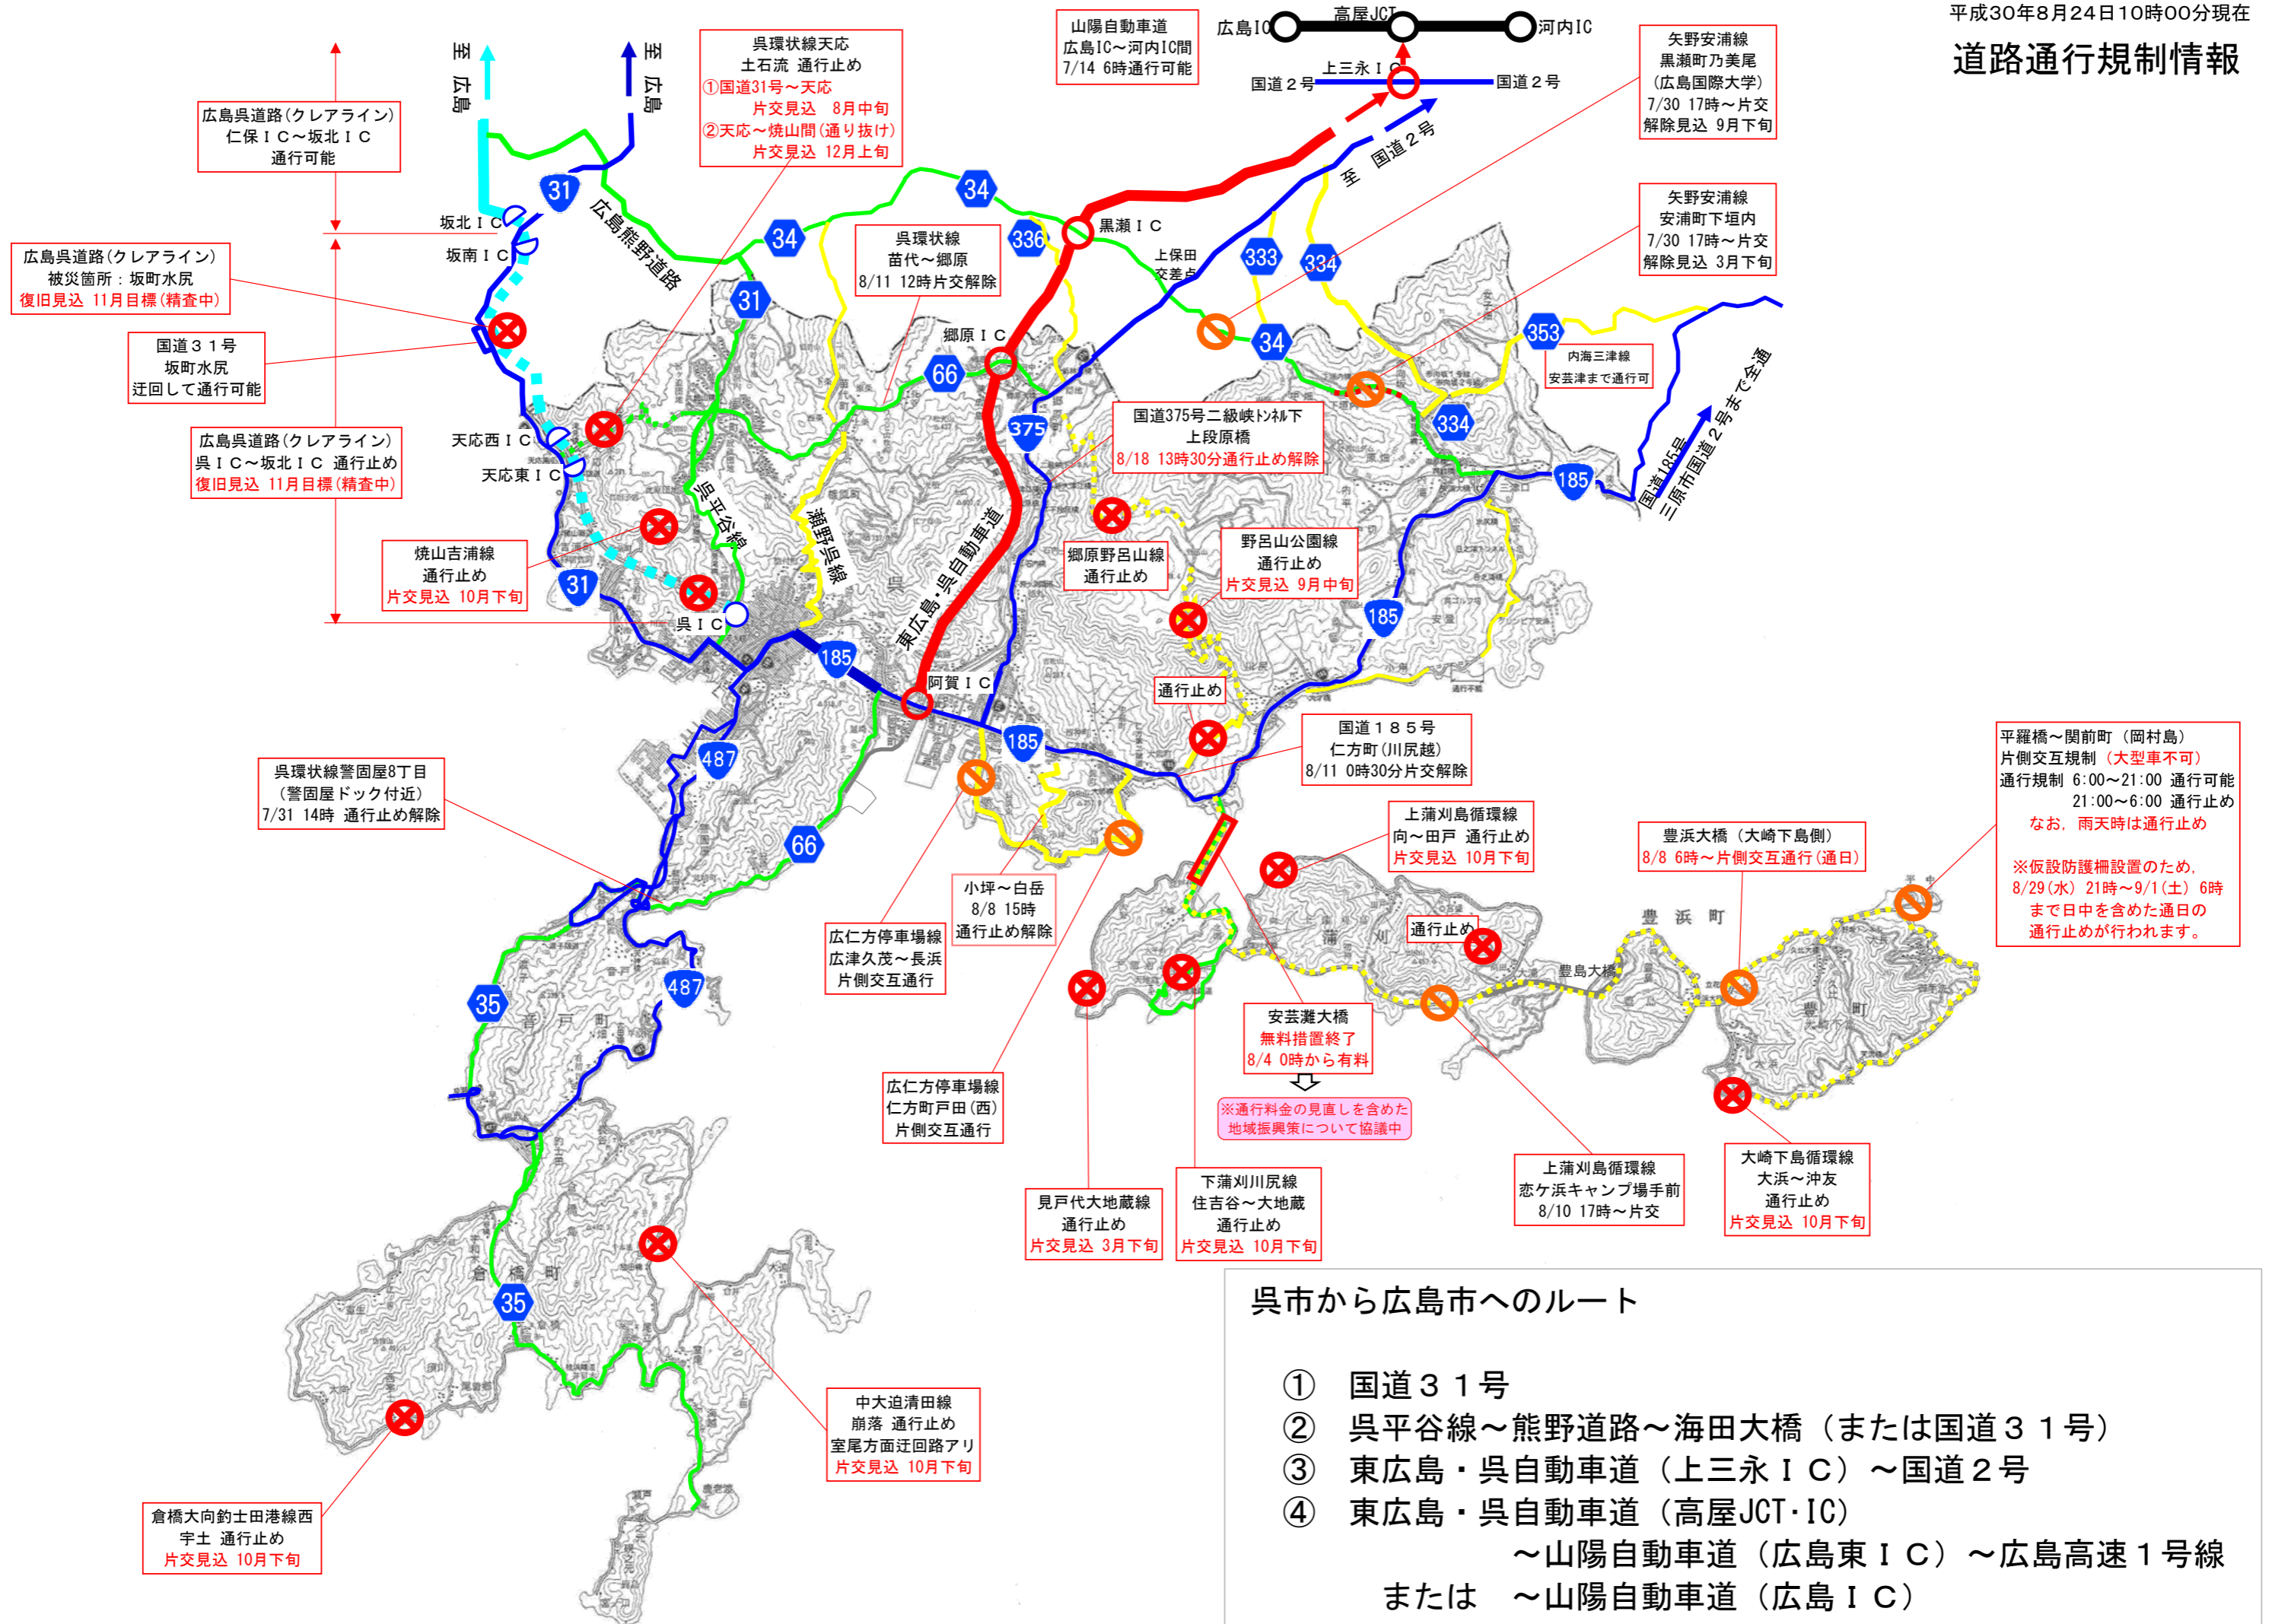 平成30年8月24日10時00分現在
道路通行規制情報
山陽自動車道
広島IC～河内IC間
7/14 6時通行可能
広島IC
高屋JCT
河内IC
上三永ＩＣ
国道２号
国道２号
至 国道２号
矢野安浦線
黒瀬町乃美尾
(広島国際大学)
7/30 17時～片交
解除見込 9月下旬
矢野安浦線
安浦町下垣内
7/30 17時～片交
解除見込 3月下旬
呉環状線天応
土石流 通行止め
①国道31号～天応
片交見込 8月中旬
②天応～焼山間(通り抜け)
片交見込 12月上旬
至 広島
至 広島
広島呉道路(クレアライン)
仁保ＩＣ～坂北ＩＣ
通行可能
坂北ＩＣ
坂南ＩＣ
31
広島熊野道路
34
34
336
黒瀬ＩＣ
上保田
交差点
333
334
呉環状線
苗代～郷原
8/11 12時片交解除
広島呉道路(クレアライン)
被災箇所：坂町水尻
復旧見込 11月目標(精査中)
国道３１号
坂町水尻
迂回して通行可能
31
郷原ＩＣ
66
34
353
内海三津線
安芸津まで通行可
334
375
国道375号二級峡トンネル下
上段原橋
8/18 13時30分通行止め解除
広島呉道路(クレアライン)
呉ＩＣ～坂北ＩＣ 通行止め
復旧見込 11月目標(精査中)
天応西ＩＣ
天応東ＩＣ
呉平谷線
瀬野呉線
東広島・呉自動車道
185
国道185号
三原市国道２号まで全通
焼山吉浦線
通行止め
片交見込 10月下旬
31
呉ＩＣ
呉
郷原野呂山線
通行止め
野呂山公園線
通行止め
片交見込 9月中旬
185
185
阿賀ＩＣ
通行止め
国道１８５号
仁方町(川尻越)
8/11 0時30分片交解除
487
185
呉環状線警固屋8丁目
(警固屋ドック付近)
7/31 14時 通行止め解除
66
小坪～白岳
8/8 15時
通行止め解除
広仁方停車場線
広津久茂～長浜
片側交互通行
上蒲刈島循環線
向～田戸 通行止め
片交見込 10月下旬
豊浜大橋（大崎下島側）
8/8 6時～片側交互通行(通日)
平羅橋～関前町（岡村島）
片側交互規制（大型車不可）
通行規制 6:00～21:00 通行可能
21:00～6:00 通行止め
なお，雨天時は通行止め
※仮設防護柵設置のため，
8/29(水) 21時～9/1(土) 6時
まで日中を含めた通日の
通行止めが行われます。
通行止め
蒲刈
豊浜町
豊島大橋
豊町
35
487
音戸町
安芸灘大橋
無料措置終了
8/4 0時から有料
※通行料金の見直しを含めた
地域振興策について協議中
広仁方停車場線
仁方町戸田(西)
片側交互通行
見戸代大地蔵線
通行止め
片交見込 3月下旬
下蒲刈川尻線
住吉谷～大地蔵
通行止め
片交見込 10月下旬
上蒲刈島循環線
恋ケ浜キャンプ場手前
8/10 17時～片交
大崎下島循環線
大浜～沖友
通行止め
片交見込 10月下旬
倉橋町
35
中大迫清田線
崩落 通行止め
室尾方面迂回路アリ
片交見込 10月下旬
倉橋大向釣士田港線西
宇土 通行止め
片交見込 10月下旬
呉市から広島市へのルート
①　国道３１号
②　呉平谷線～熊野道路～海田大橋（または国道３１号）
③　東広島・呉自動車道（上三永ＩＣ）～国道２号
④　東広島・呉自動車道（高屋JCT･IC）
～山陽自動車道（広島東ＩＣ）～広島高速１号線
または　～山陽自動車道（広島ＩＣ）